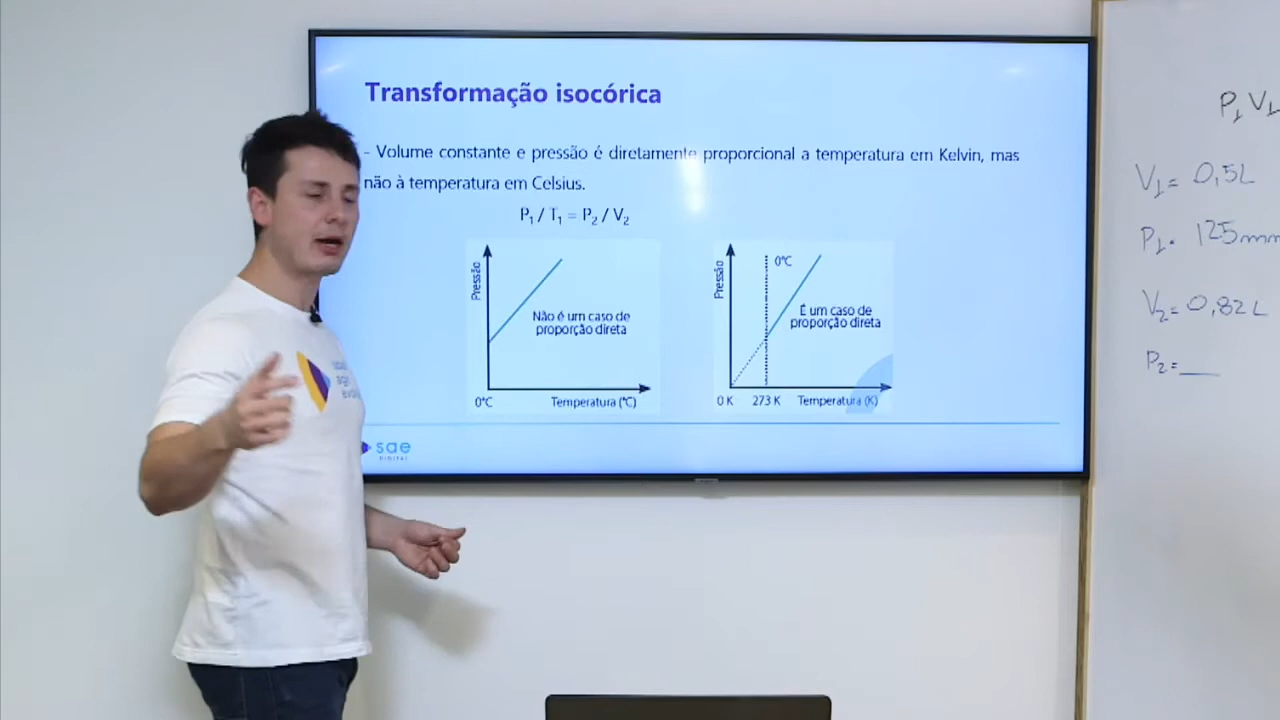 Transformação isocórica
- Volume constante e pressão é diretamente proporcional a temperatura em Kelvin, mas
não à temperatura em Celsius.
P₁ / T₁ = P₂ / V₂
Pressão
Não é um caso de
proporção direta
0°C
Temperatura (°C)
Pressão
0°C
É um caso de
proporção direta
0 K
273 K
Temperatura (K)
sae
DIGITAL
P₁ V₁
V₁= 0,5L
P₁. 125mm
V₂= 0,82L
P₂=